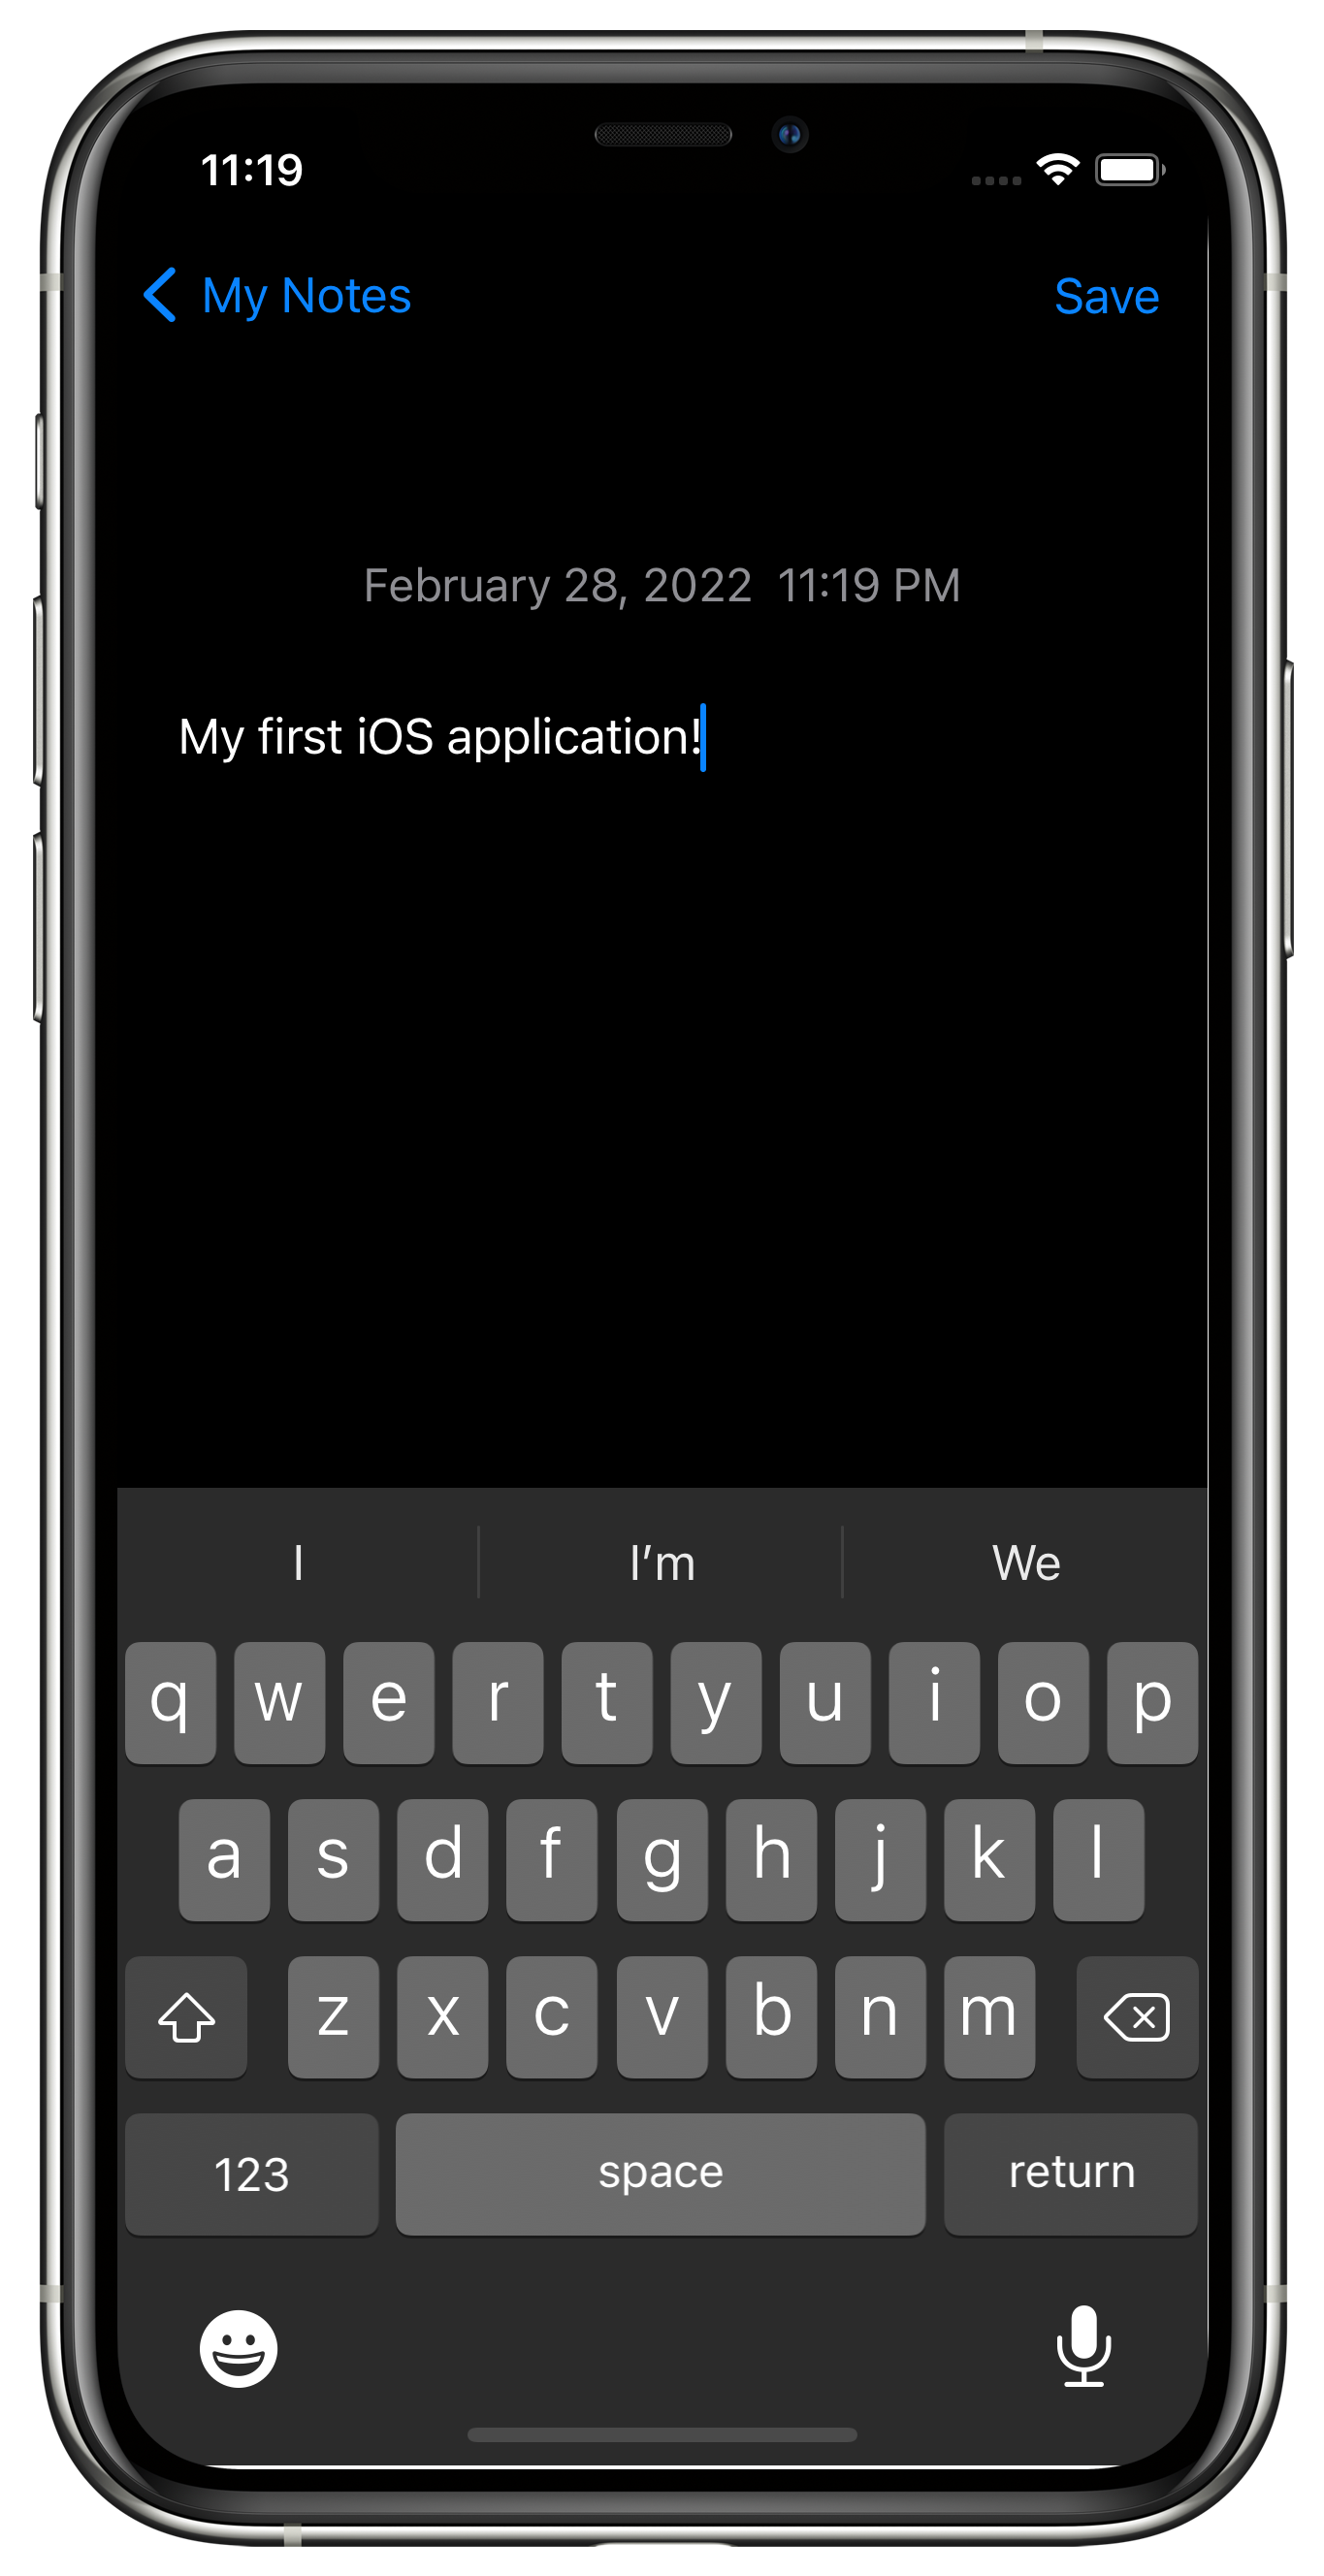 11:19
My Notes Save
February 28, 2022 11:19 PM
My first iOS application!
I I’m We
q w e r t y u i o p
a s d f g h j k l
z x c v b n m
123 space return